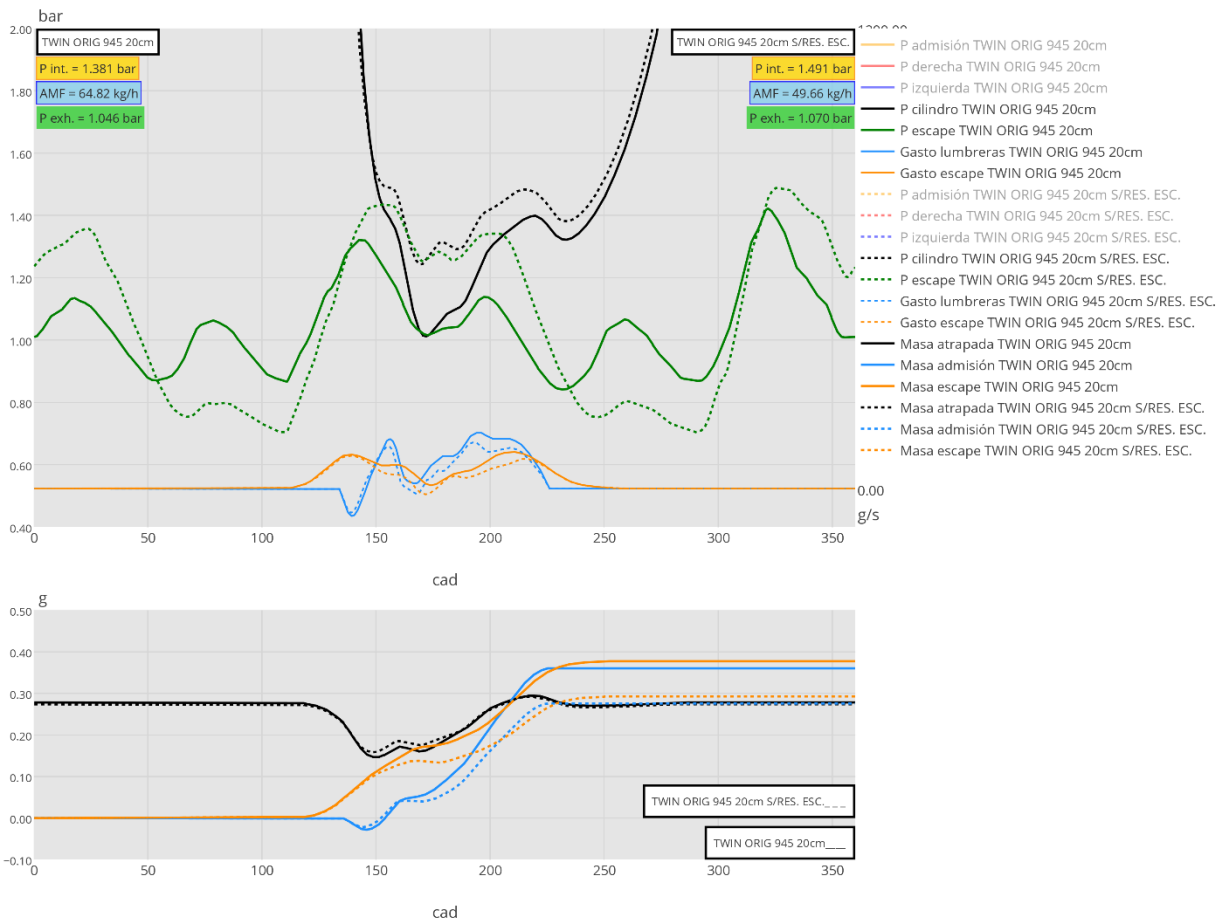 bar
2.00
1.80
1.60
1.40
1.20
1.00
0.80
0.60
0.40
TWIN ORIG 945 20cm
P int. = 1.381 bar
AMF = 64.82 kg/h
P exh. = 1.046 bar
TWIN ORIG 945 20cm S/RES. ESC.
P int. = 1.491 bar
AMF = 49.66 kg/h
P exh. = 1.070 bar
0.00
g/s
0 50 100 150 200 250 300 350
cad
P admisión TWIN ORIG 945 20cm
P derecha TWIN ORIG 945 20cm
P izquierda TWIN ORIG 945 20cm
P cilindro TWIN ORIG 945 20cm
P escape TWIN ORIG 945 20cm
Gasto lumbreras TWIN ORIG 945 20cm
Gasto escape TWIN ORIG 945 20cm
P admisión TWIN ORIG 945 20cm S/RES. ESC.
P derecha TWIN ORIG 945 20cm S/RES. ESC.
P izquierda TWIN ORIG 945 20cm S/RES. ESC.
P cilindro TWIN ORIG 945 20cm S/RES. ESC.
P escape TWIN ORIG 945 20cm S/RES. ESC.
Gasto lumbreras TWIN ORIG 945 20cm S/RES. ESC.
Gasto escape TWIN ORIG 945 20cm S/RES. ESC.
Masa atrapada TWIN ORIG 945 20cm
Masa admisión TWIN ORIG 945 20cm
Masa escape TWIN ORIG 945 20cm
Masa atrapada TWIN ORIG 945 20cm S/RES. ESC.
Masa admisión TWIN ORIG 945 20cm S/RES. ESC.
Masa escape TWIN ORIG 945 20cm S/RES. ESC.
g
0.50
0.40
0.30
0.20
0.10
0.00
−0.10
TWIN ORIG 945 20cm S/RES. ESC._ _ _
TWIN ORIG 945 20cm___
0 50 100 150 200 250 300 350
cad